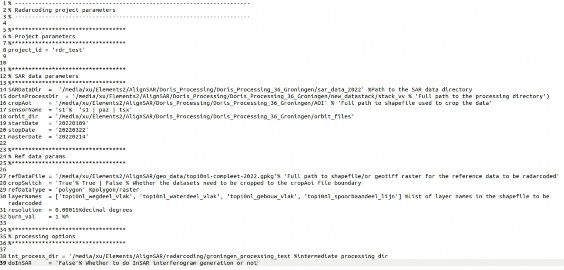 1 % ----------------------------------------------------------------
2 % Radarcoding project parameters
3 % ----------------------------------------------------------------
4
5 %********************************
6 % Project parameters
7 %********************************
8 project_id = 'rdr_test'
9
10
11 %********************************
12 % SAR data parameters
13 %********************************
14 SARDataDir = '/media/xu/Elements2/AlignSAR/Doris_Processing/Doris_Processing_36_Groningen/sar_data_2022' %Path to the SAR data directory
15 dorisProcessDir = '/media/xu/Elements2/AlignSAR/Doris_Processing/Doris_Processing_36_Groningen/new_datastack/stack_vv % 'Full path to the processing directory')
16 cropAoi = '/media/xu/Elements2/AlignSAR/Doris_Processing/Doris_Processing_36_Groningen/AOI' % 'Full path to shapefile used to crop the data'
17 sensorName = 's1'% 's1 | paz | tsx'
18 orbit_dir = '/media/xu/Elements2/AlignSAR/Doris_Processing/Doris_Processing_36_Groningen/orbit_files'
19 startDate = '20220109'
20 stopDate = '20220322'
21 masterDate = '20220214'
22
23 %********************************
24 % Ref data params
25 %********************************
26
27 refDataFile = '/media/xu/Elements2/AlignSAR/geo_data/top10nl-compleet-2022.gpkg'% 'Full path to shapefile/or geotiff raster for the reference data to be radarcoded'
28 cropSwitch = 'True'% True | False % Whether the datasets need to be cropped to the cropAoi file boundary
29 refDataType = 'polygon' %polygon/raster
30 layerNames = ['top10nl_gebouw_vlak', 'top10nl_waterdeel_vlak', 'top10nl_wegdeel_vlak', 'top10nl_spoorbaandeel_lijn'] %List of layer names in the shapefile to be
radarcoded
31 resolution = 0.00015%decimal degrees
32 burn_val = 1 %n
33
34 %********************************
35 % processing options
36 %********************************
37
38 int_process_dir = '/media/xu/Elements2/AlignSAR/radarcoding/groningen_processing_test %intermediate processing dir
39 doInSAR = 'False'% Whether to do InSAR interferogram generation or not